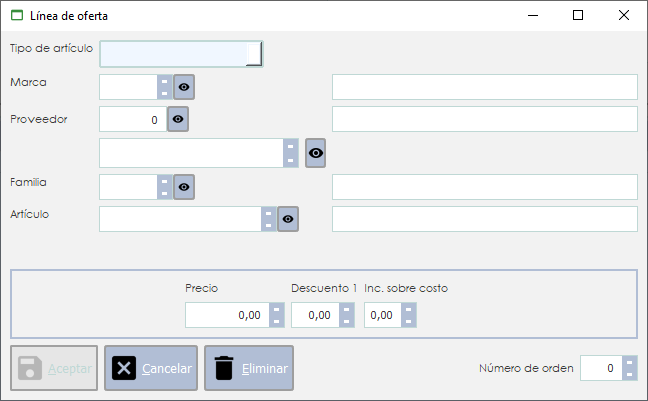 Línea de oferta
Tipo de artículo
Marca
Proveedor 0
Familia
Artículo
Precio Descuento 1 Inc. sobre costo
0,00 0,00 0,00
Aceptar Cancelar Eliminar Número de orden 0